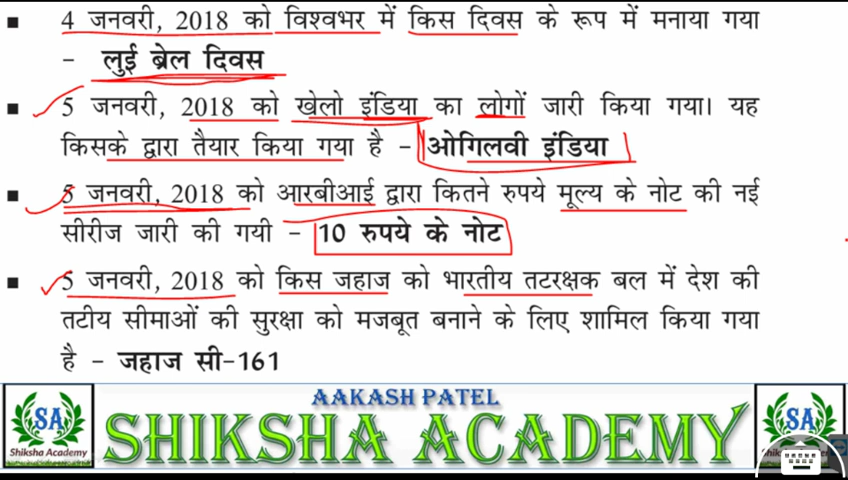 ▪ 4 जनवरी, 2018 को विश्वभर में किस दिवस के रूप में मनाया गया
- लुई ब्रेल दिवस
▪ 5 जनवरी, 2018 को खेलो इंडिया का लोगों जारी किया गया। यह
किसके द्वारा तैयार किया गया है - ओगिलवी इंडिया
▪ 5 जनवरी, 2018 को आरबीआई द्वारा कितने रुपये मूल्य के नोट की नई
सीरीज जारी की गयी - 10 रुपये के नोट
▪ 5 जनवरी, 2018 को किस जहाज को भारतीय तटरक्षक बल में देश की
तटीय सीमाओं की सुरक्षा को मजबूत बनाने के लिए शामिल किया गया
है - जहाज सी-161
AAKASH PATEL
SHIKSHA ACADEMY
SA
Shiksha Academy
SA